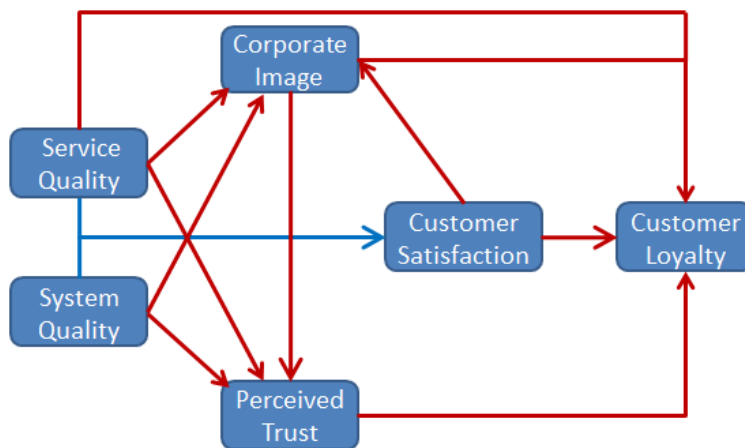 Corporate
Image
Service
Quality
Customer
Satisfaction
Customer
Loyalty
System
Quality
Perceived
Trust